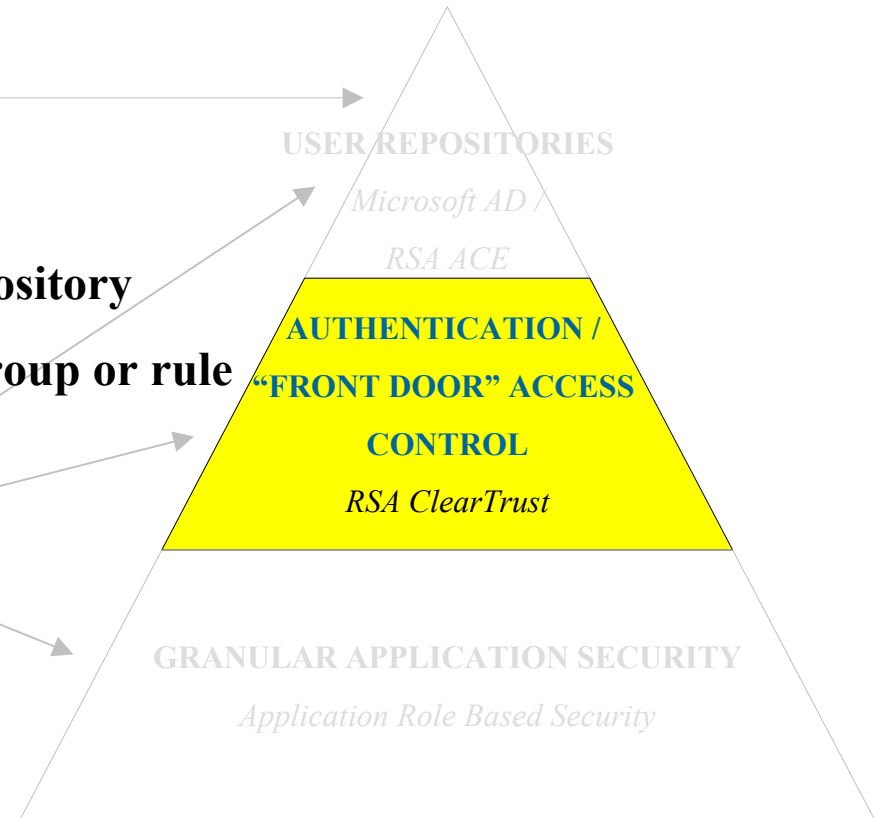 USER REPOSITORIES
Microsoft AD /
RSA ACE
ository
roup or rule
AUTHENTICATION /
“FRONT DOOR” ACCESS
CONTROL
RSA ClearTrust
GRANULAR APPLICATION SECURITY
Application Role Based Security